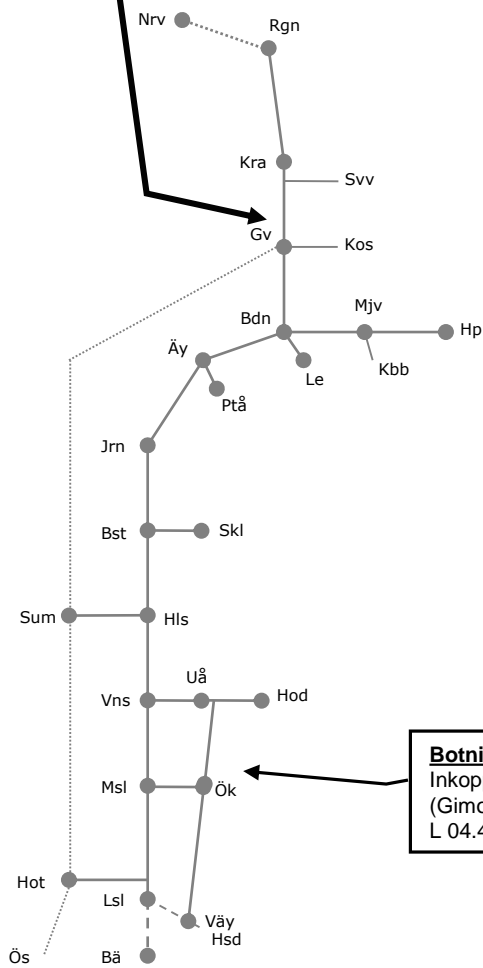 Nrv
Rgn
Kra
Svv
Gv
Kos
Bdn
Mjv
Hp
Äy
Le
Kbb
Ptå
Jrn
Bst
Skl
Sum
Hls
Uå
Vns
Hod
Botni
Inkop
(Gimo
L 04.4
Msl
Ök
Hot
Lsl
Väy
Hsd
Ös
Bä